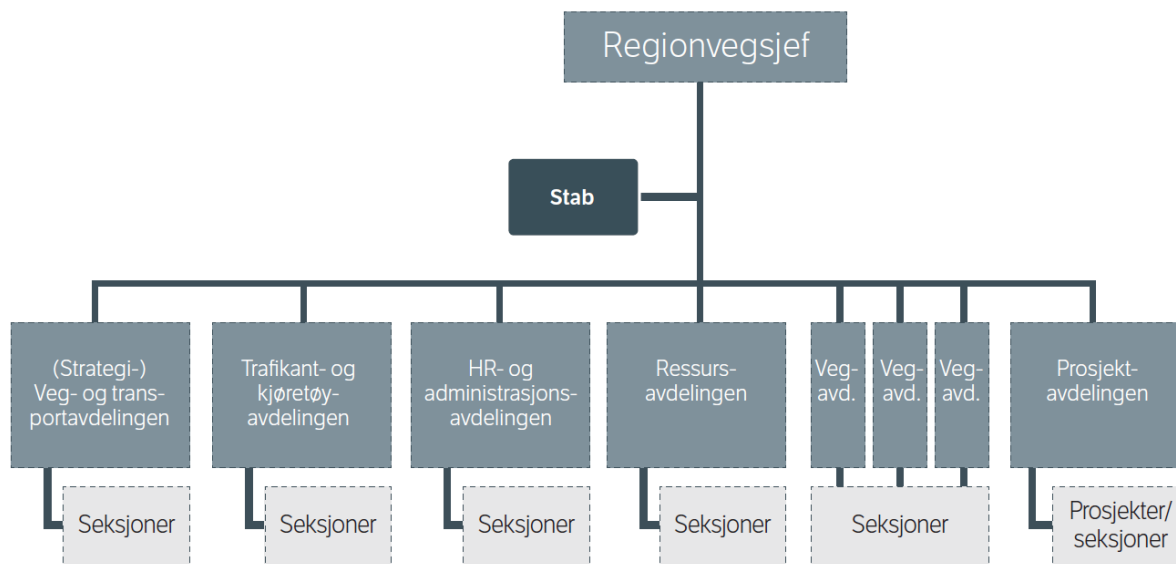 Regionvegsjef
Stab
(Strategi-)
Veg- og trans-
portavdelingen
Trafikant- og
kjøretøy-
avdelingen
HR- og
administrasjons-
avdelingen
Ressurs-
avdelingen
Veg-
avd.
Veg-
avd.
Veg-
avd.
Prosjekt-
avdelingen
Seksjoner
Seksjoner
Seksjoner
Seksjoner
Seksjoner
Prosjekter/
seksjoner